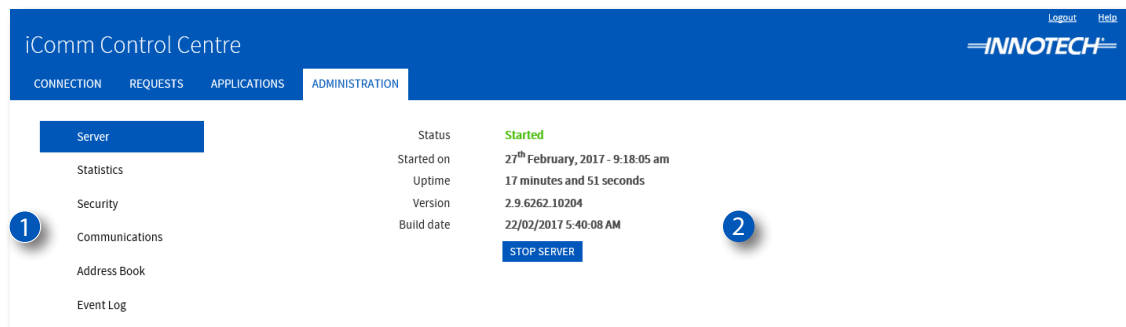 Logout Help
iComm Control Centre
INNOTECH
CONNECTION REQUESTS APPLICATIONS ADMINISTRATION
Server
Statistics
Security
Communications
Address Book
Event Log
1
Status Started
Started on 27th February, 2017 - 9:18:05 am
Uptime 17 minutes and 51 seconds
Version 2.9.6262.10204
Build date 22/02/2017 5:40:08 AM
STOP SERVER
2